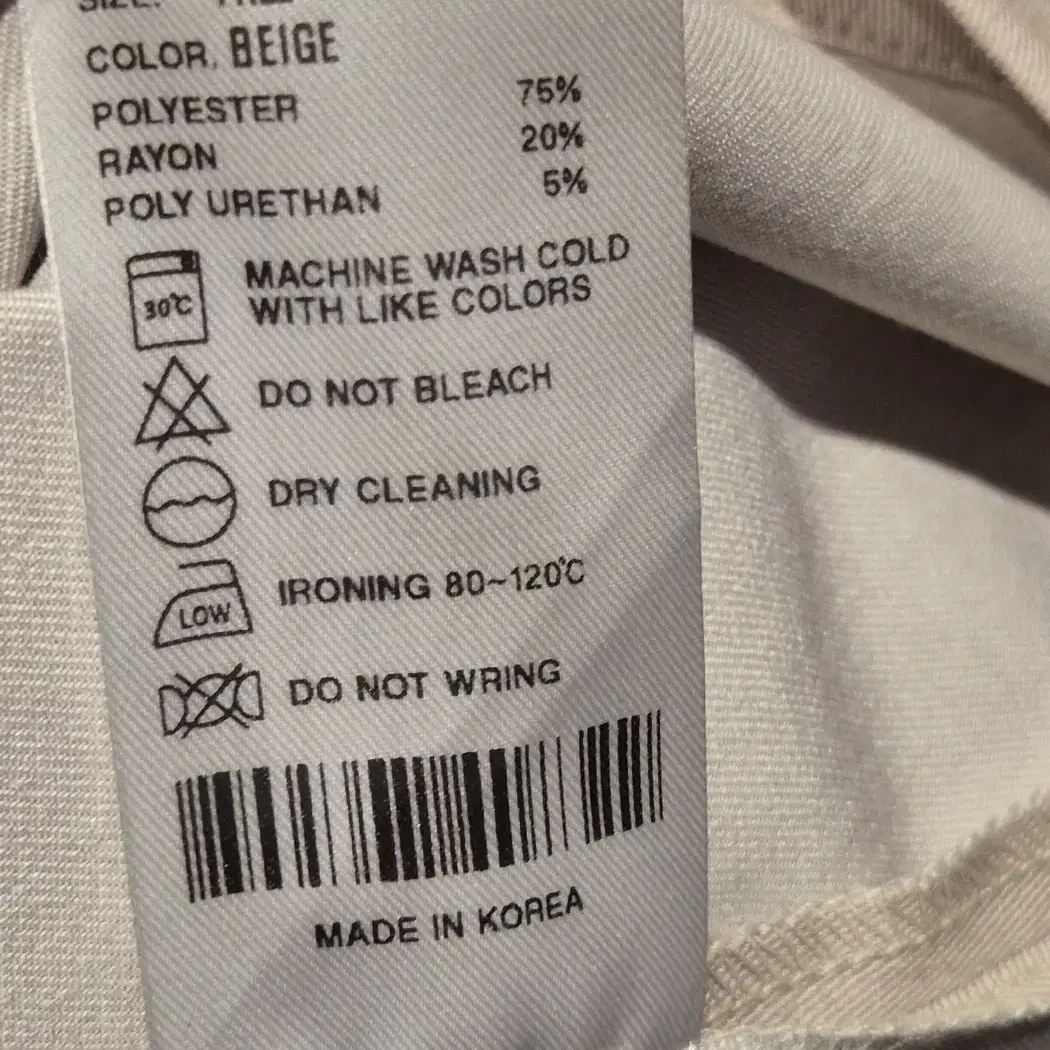 COLOR. BEIGE
POLYESTER 75%
RAYON 20%
POLY URETHAN 5%
30℃ MACHINE WASH COLD
WITH LIKE COLORS
DO NOT BLEACH
DRY CLEANING
LOW IRONING 80~120℃
DO NOT WRING
MADE IN KOREA